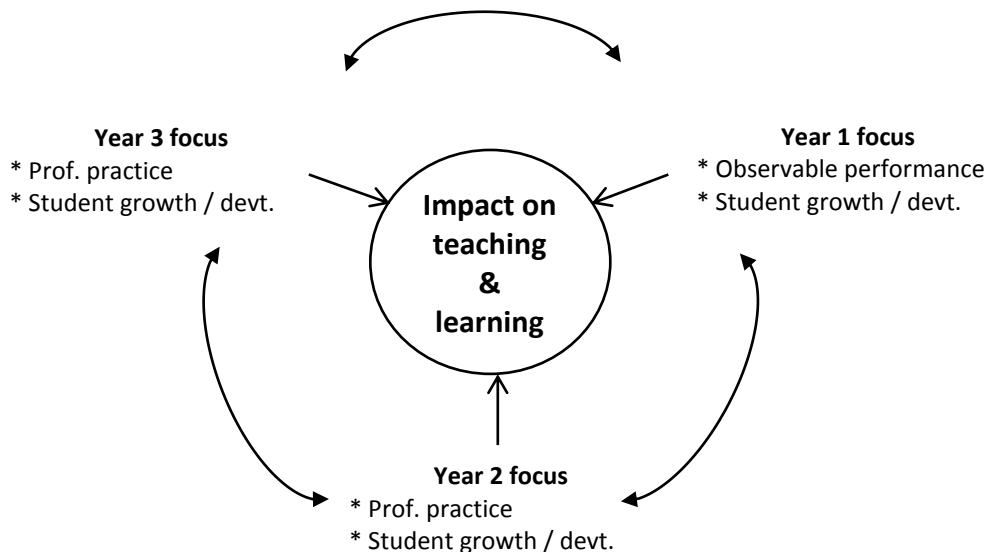 Year 3 focus
* Prof. practice
* Student growth / devt.
Year 1 focus
* Observable performance
* Student growth / devt.
Impact on
teaching
&
learning
Year 2 focus
* Prof. practice
* Student growth / devt.